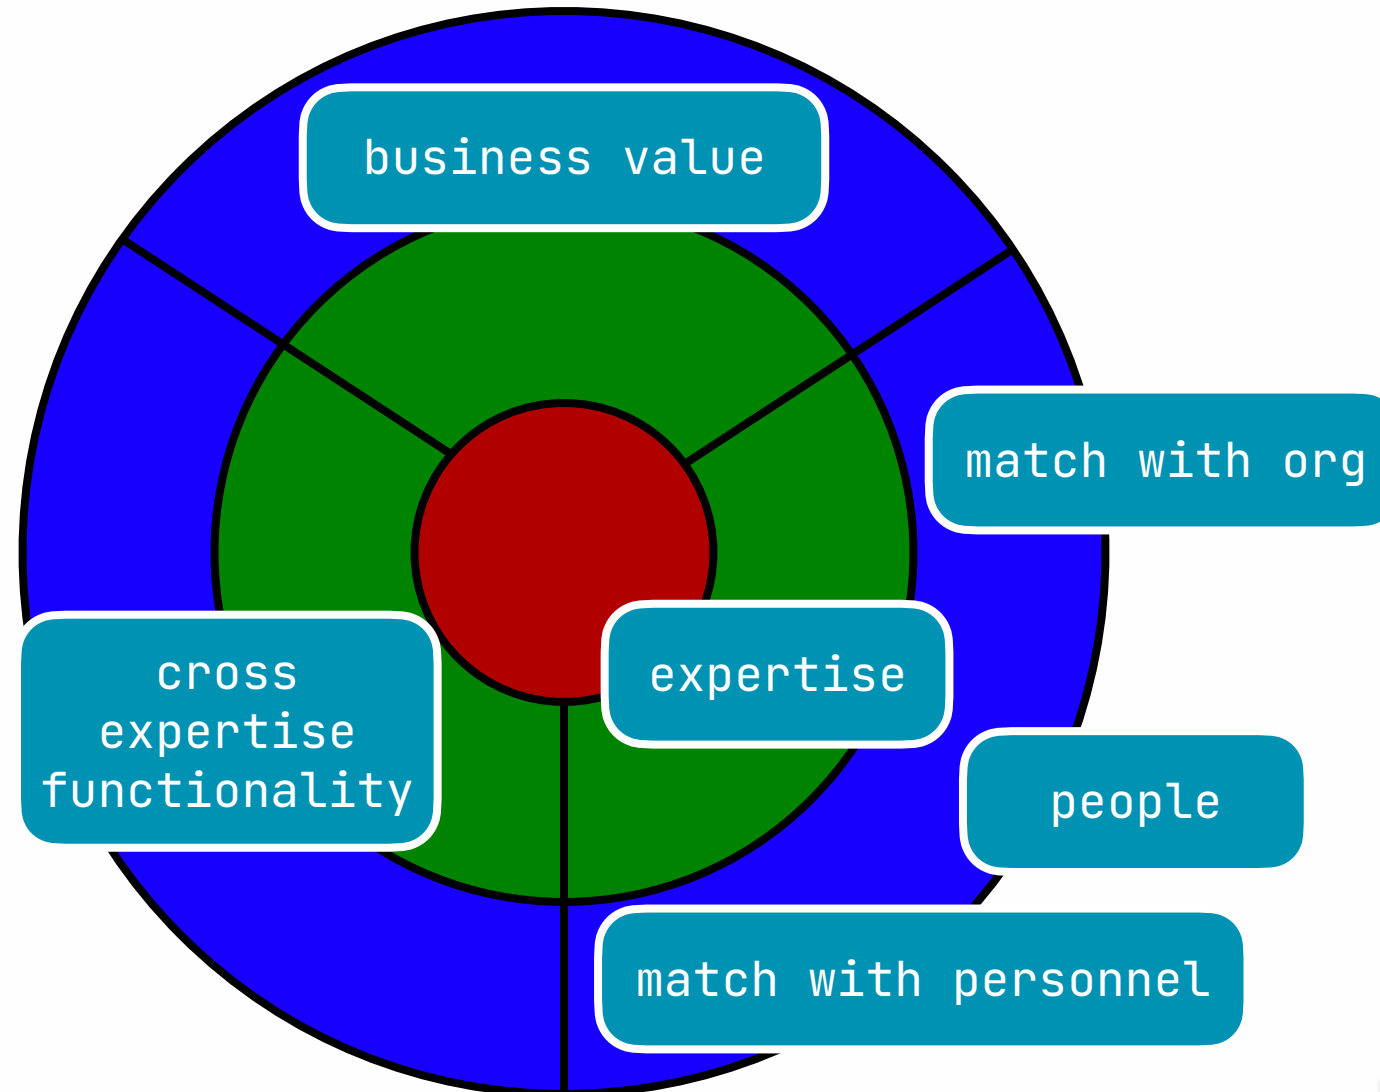 business value
match with org
cross
expertise
functionality
expertise
people
match with personnel